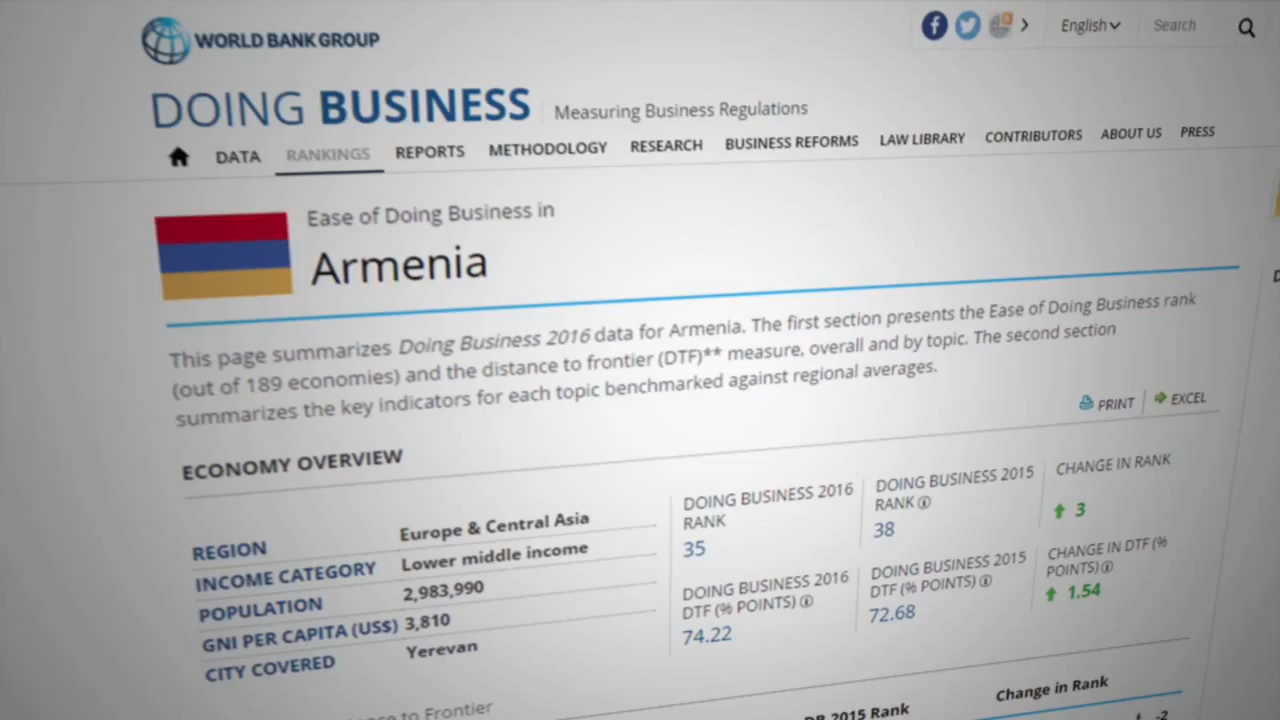 WORLD BANK GROUP
English
Search
DOING BUSINESS
Measuring Business Regulations
DATA
RANKINGS
REPORTS
METHODOLOGY
RESEARCH
BUSINESS REFORMS
LAW LIBRARY
CONTRIBUTORS
ABOUT US
PRESS
Ease of Doing Business in
Armenia
This page summarizes Doing Business 2016 data for Armenia. The first section presents the Ease of Doing Business rank
(out of 189 economies) and the distance to frontier (DTF)** measure, overall and by topic. The second section
summarizes the key indicators for each topic benchmarked against regional averages.
PRINT
EXCEL
ECONOMY OVERVIEW
REGION Europe & Central Asia
INCOME CATEGORY Lower middle income
POPULATION 2,983,990
GNI PER CAPITA (US$) 3,810
CITY COVERED Yerevan
DOING BUSINESS 2016
RANK
35
DOING BUSINESS 2015
RANK
38
CHANGE IN RANK
3
DOING BUSINESS 2016
DTF (% POINTS)
74.22
DOING BUSINESS 2015
DTF (% POINTS)
72.68
CHANGE IN DTF (%
POINTS)
1.54
to Frontier
DB 2015 Rank
Change in Rank
-2